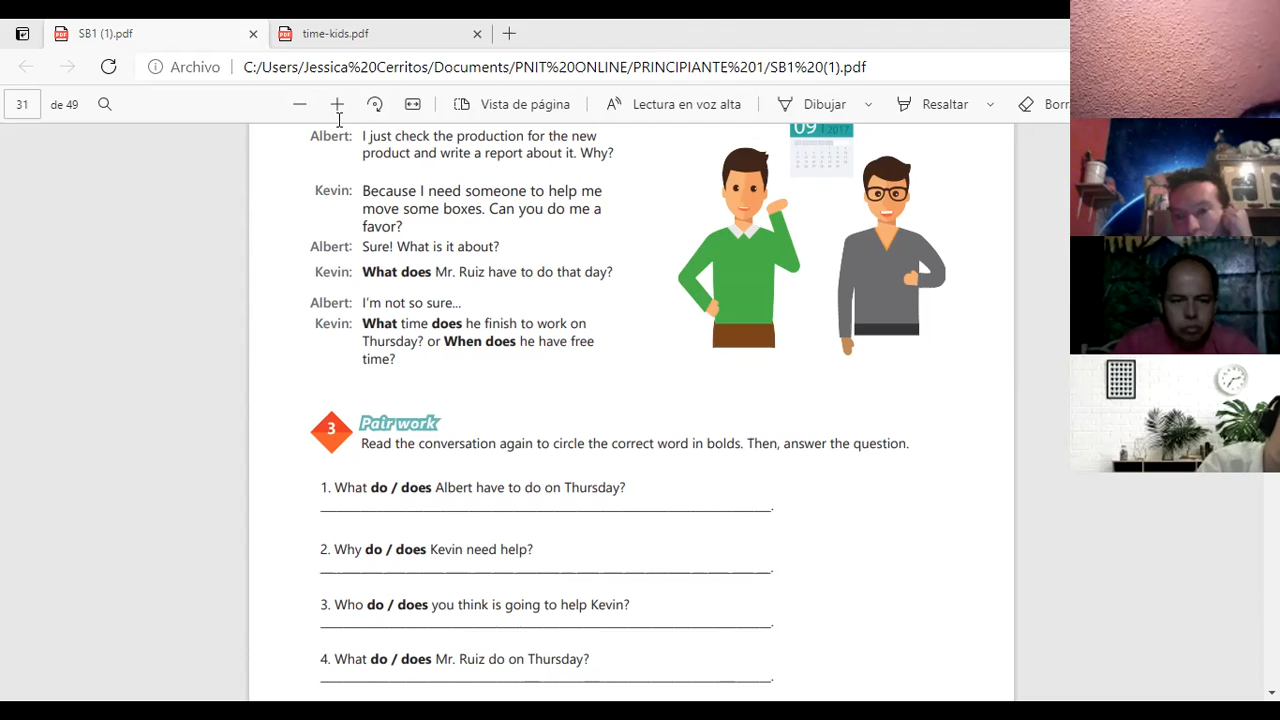 SB1 (1).pdf
time-kids.pdf
Archivo
C:/Users/Jessica%20Cerritos/Documents/PNIT%20ONLINE/PRINCIPIANTE%201/SB1%20(1).pdf
31 de 49
Vista de página
Lectura en voz alta
Dibujar
Resaltar
Borr
09 2017
Albert: I just check the production for the new
product and write a report about it. Why?
Kevin: Because I need someone to help me
move some boxes. Can you do me a
favor?
Albert: Sure! What is it about?
Kevin: What does Mr. Ruiz have to do that day?
Albert: I'm not so sure...
Kevin: What time does he finish to work on
Thursday? or When does he have free
time?
3 Pair work
Read the conversation again to circle the correct word in bolds. Then, answer the question.
1. What do / does Albert have to do on Thursday?
2. Why do / does Kevin need help?
3. Who do / does you think is going to help Kevin?
4. What do / does Mr. Ruiz do on Thursday?